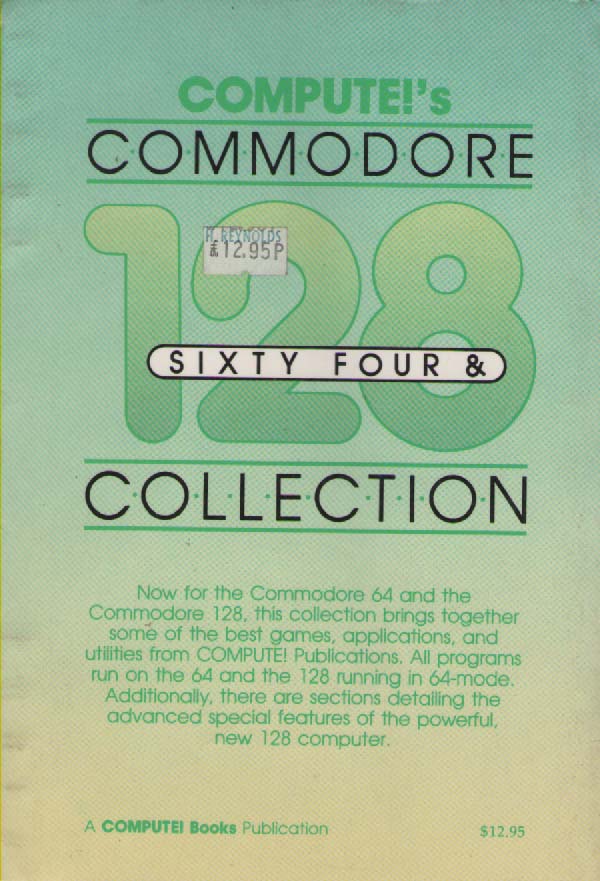 COMPUTE!'s
COMMODORE
128
H. REYNOLDS
£12.95P
SIXTY FOUR &
COLLECTION
Now for the Commodore 64 and the
Commodore 128, this collection brings together
some of the best games, applications, and
utilities from COMPUTE! Publications. All programs
run on the 64 and the 128 running in 64-mode.
Additionally, there are sections detailing the
advanced special features of the powerful,
new 128 computer.
A COMPUTE! Books Publication
$12.95